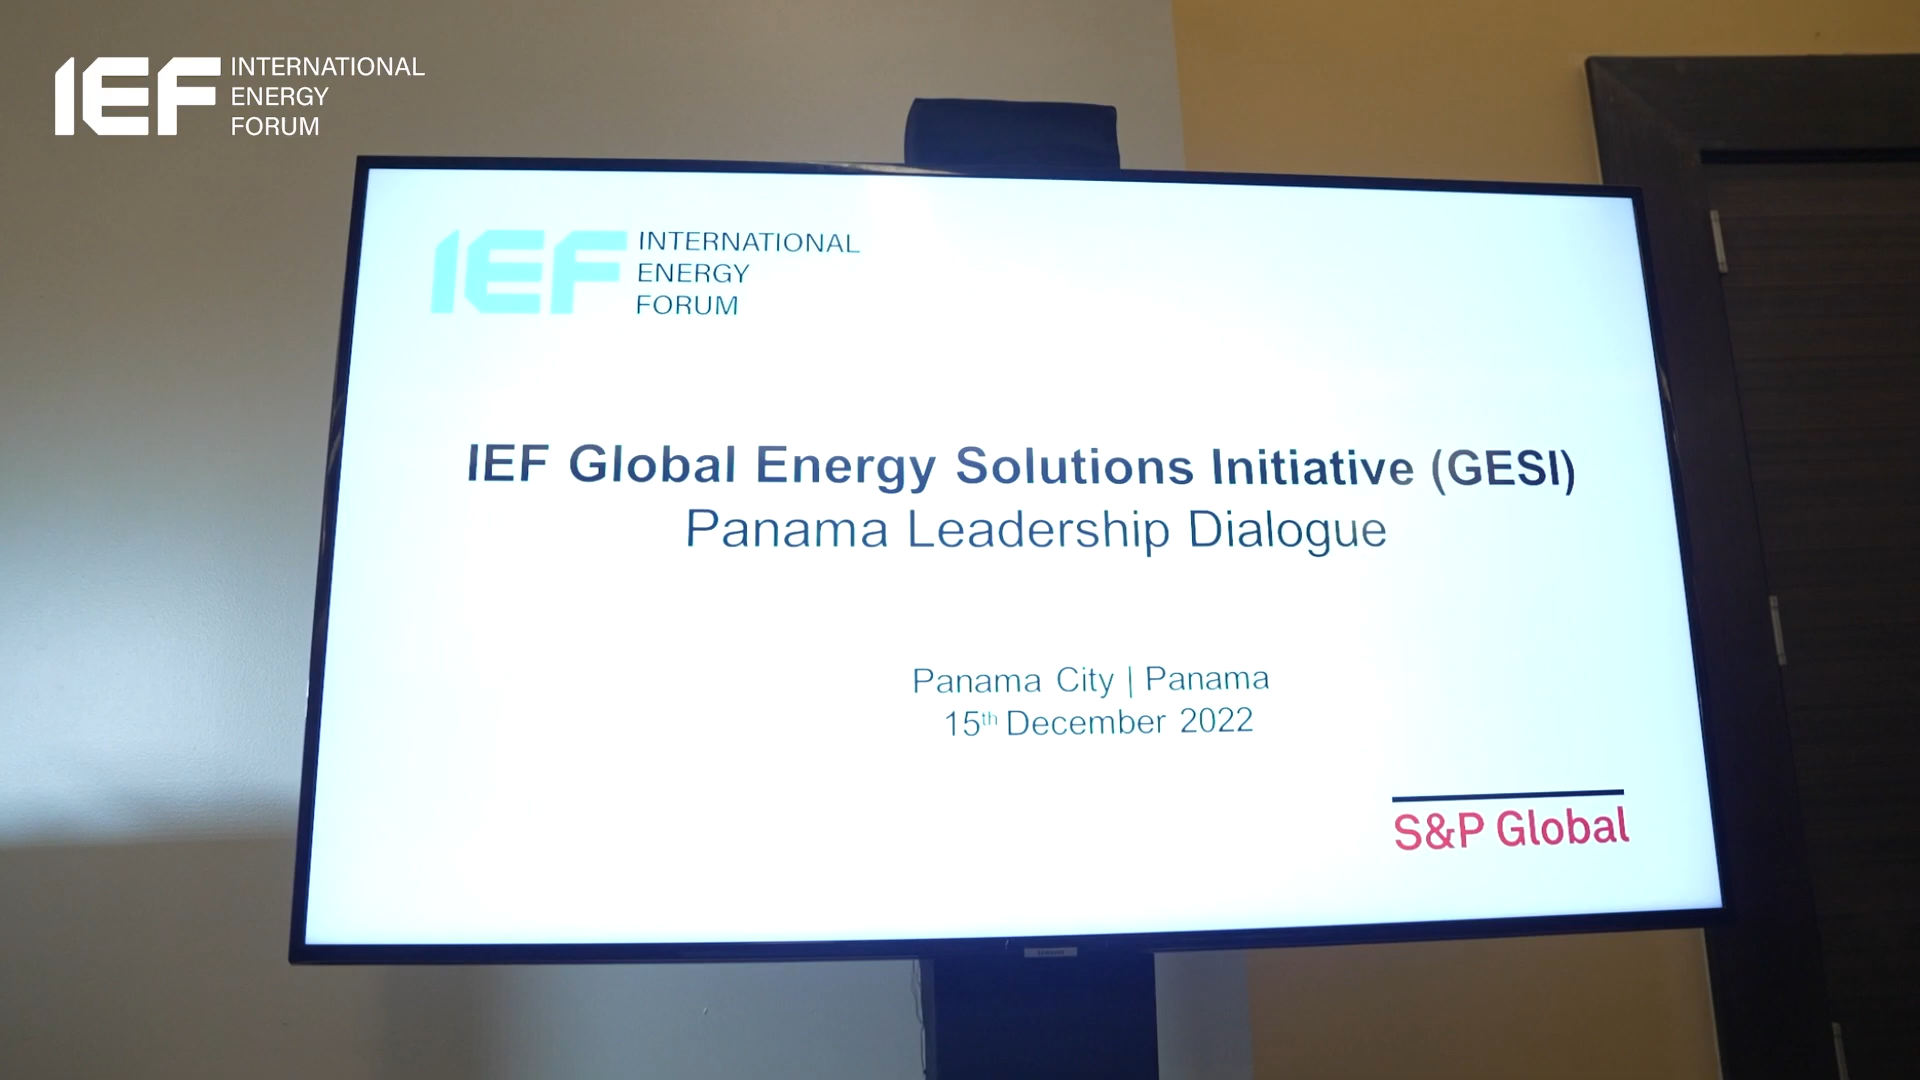 IEF INTERNATIONAL
ENERGY
FORUM
IEF INTERNATIONAL
ENERGY
FORUM
IEF Global Energy Solutions Initiative (GESI)
Panama Leadership Dialogue
Panama City | Panama
15th December 2022
S&P Global